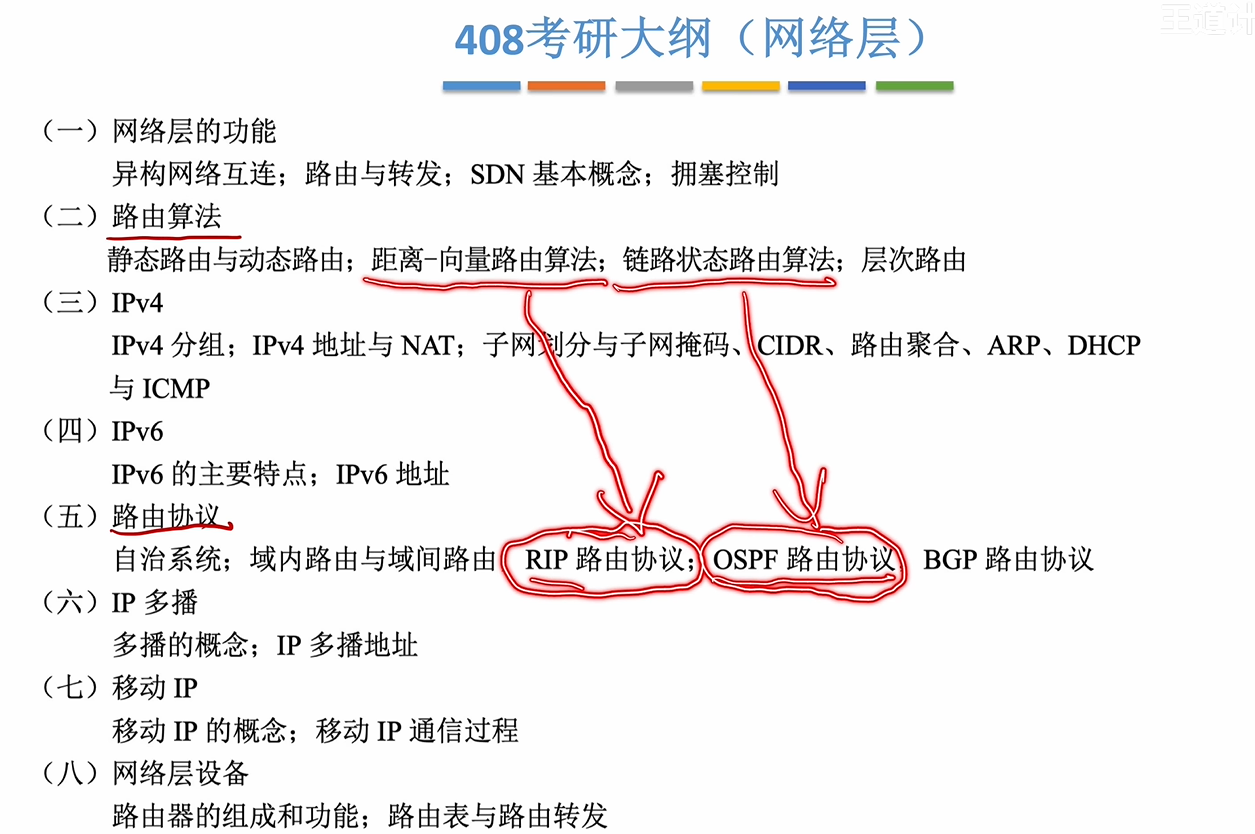 王道计
408考研大纲（网络层）
（一）网络层的功能
异构网络互连；路由与转发；SDN 基本概念；拥塞控制
（二）路由算法
静态路由与动态路由；距离-向量路由算法；链路状态路由算法；层次路由
（三）IPv4
IPv4 分组；IPv4 地址与 NAT；子网划分与子网掩码、CIDR、路由聚合、ARP、DHCP
与 ICMP
（四）IPv6
IPv6 的主要特点；IPv6 地址
（五）路由协议
自治系统；域内路由与域间路由 RIP 路由协议；OSPF 路由协议 BGP 路由协议
（六）IP 多播
多播的概念；IP 多播地址
（七）移动 IP
移动 IP 的概念；移动 IP 通信过程
（八）网络层设备
路由器的组成和功能；路由表与路由转发